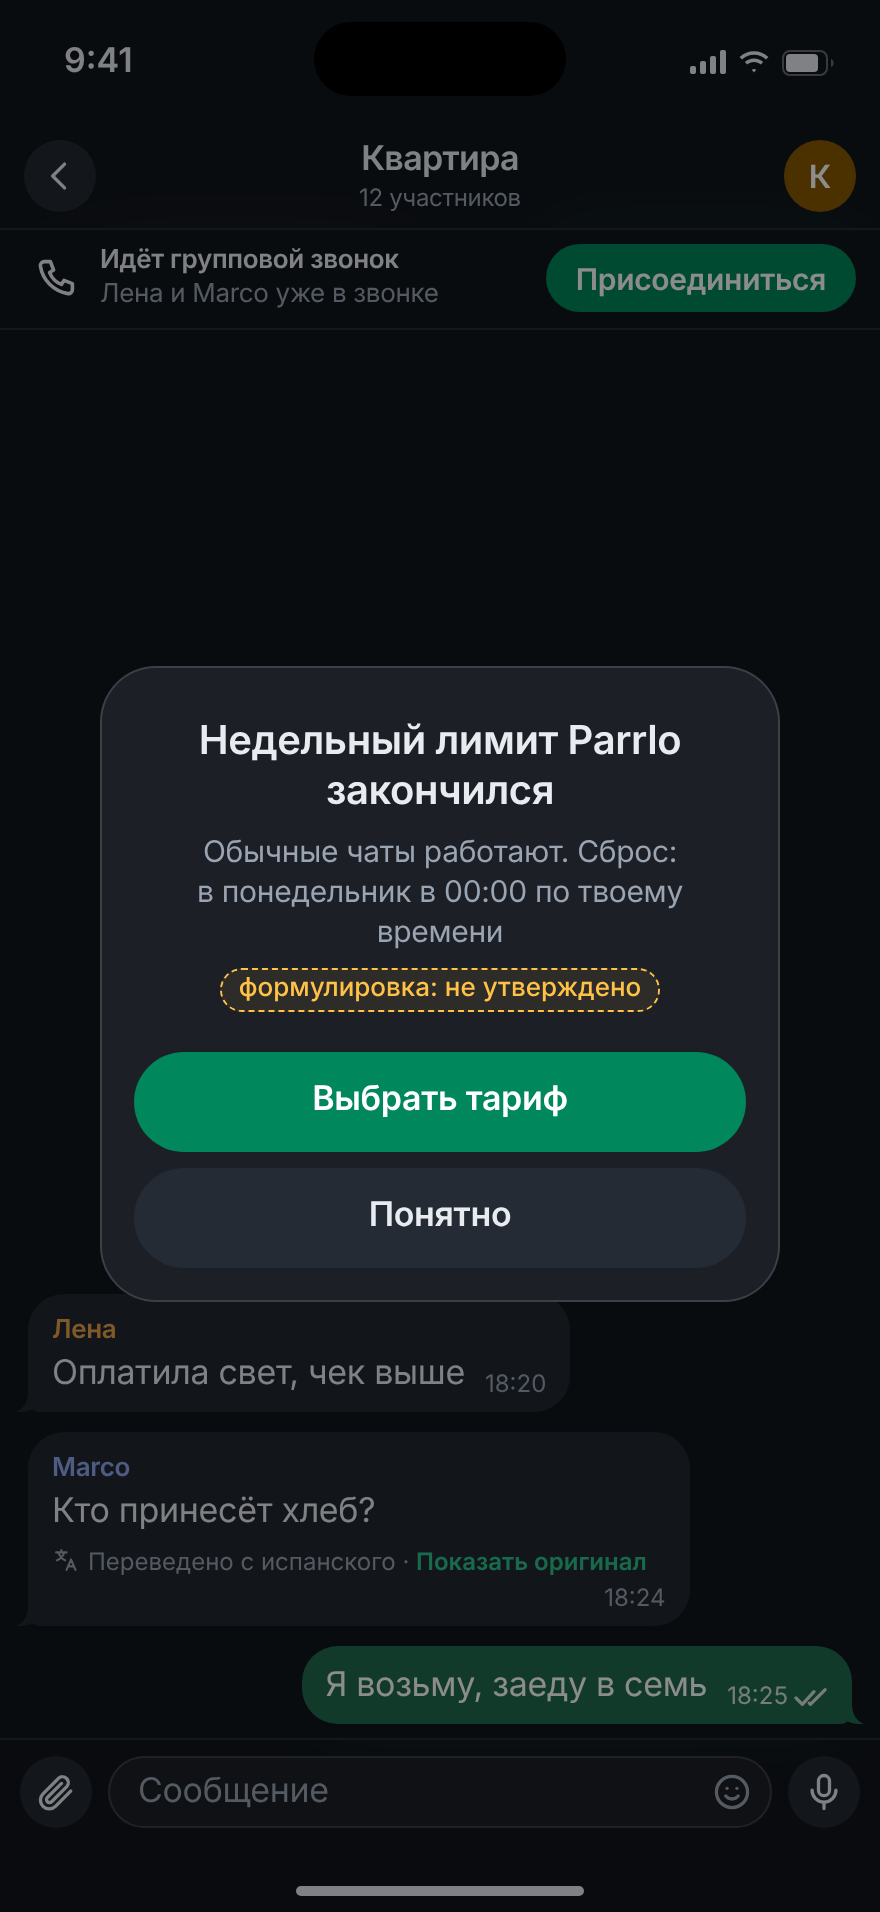 9:41
Квартира
12 участников
К
Идёт групповой звонок
Лена и Marco уже в звонке
Присоединиться
Недельный лимит Parrlo
закончился
Обычные чаты работают. Сброс:
в понедельник в 00:00 по твоему
времени
формулировка: не утверждено
Выбрать тариф
Понятно
Лена
Оплатила свет, чек выше 18:20
Marco
Кто принесёт хлеб?
Переведено с испанского · Показать оригинал
18:24
Я возьму, заеду в семь 18:25
Сообщение